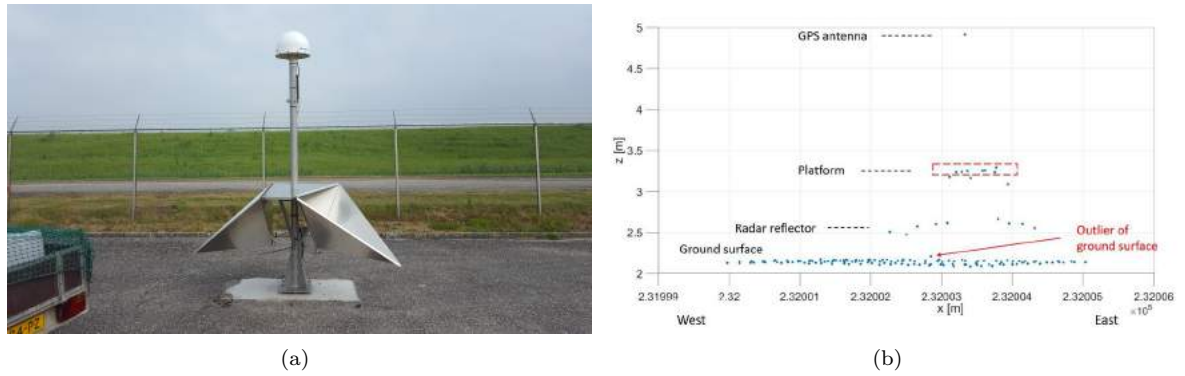 GPS antenna
Platform
Radar reflector
Ground surface
Outlier of
ground surface
z [m]
5
4.5
4
3.5
3
2.5
2
2.31999
2.32
2.32001
2.32002
2.32003
2.32004
2.32005
2.32006
x [m]
×10⁵
West
East
4-PZ
(a)
(b)